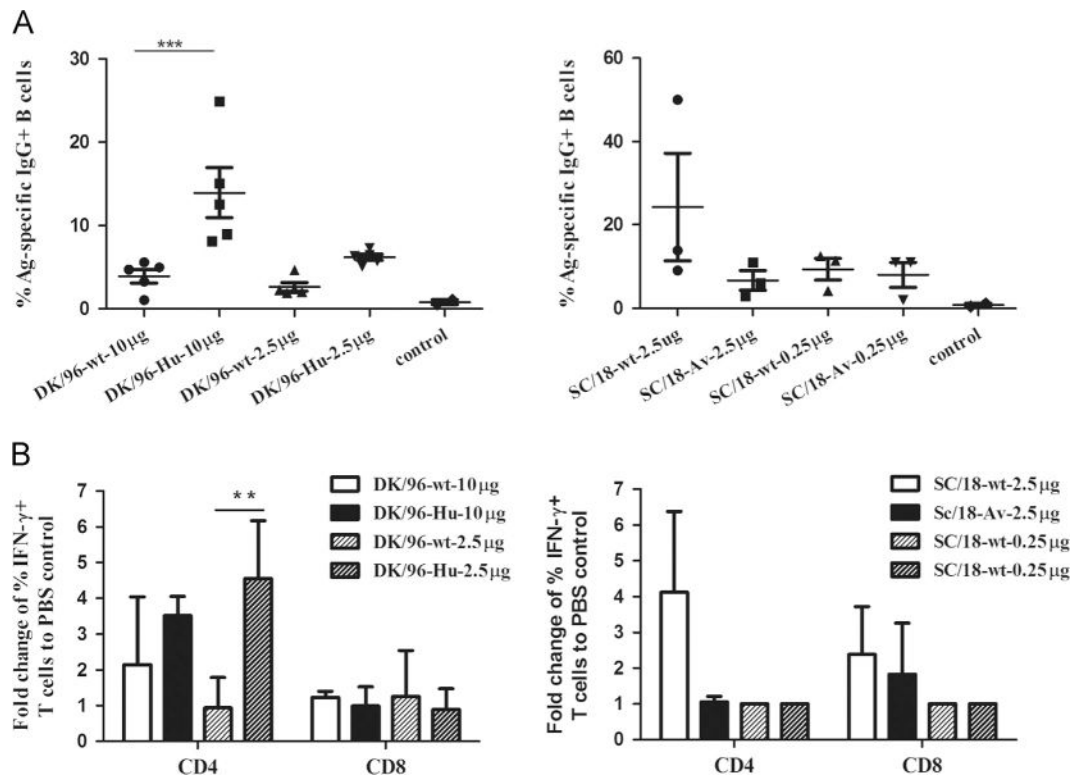 A
***
% Ag-specific IgG+ B cells
30
20
10
0
DK/96-wt-10µg
DK/96-Hu-10µg
DK/96-wt-2.5µg
DK/96-Hu-2.5µg
control
% Ag-specific IgG+ B cells
60
40
20
0
SC/18-wt-2.5ug
SC/18-Av-2.5µg
SC/18-wt-0.25µg
SC/18-Av-0.25µg
control
B
Fold change of % IFN-γ+
T cells to PBS control
7
6
5
4
3
2
1
0
**
DK/96-wt-10µg
DK/96-Hu-10µg
DK/96-wt-2.5µg
DK/96-Hu-2.5µg
CD4
CD8
Fold change of % IFN-γ+
T cells to PBS control
7
6
5
4
3
2
1
0
SC/18-wt-2.5µg
Sc/18-Av-2.5µg
SC/18-wt-0.25µg
SC/18-wt-0.25µg
CD4
CD8